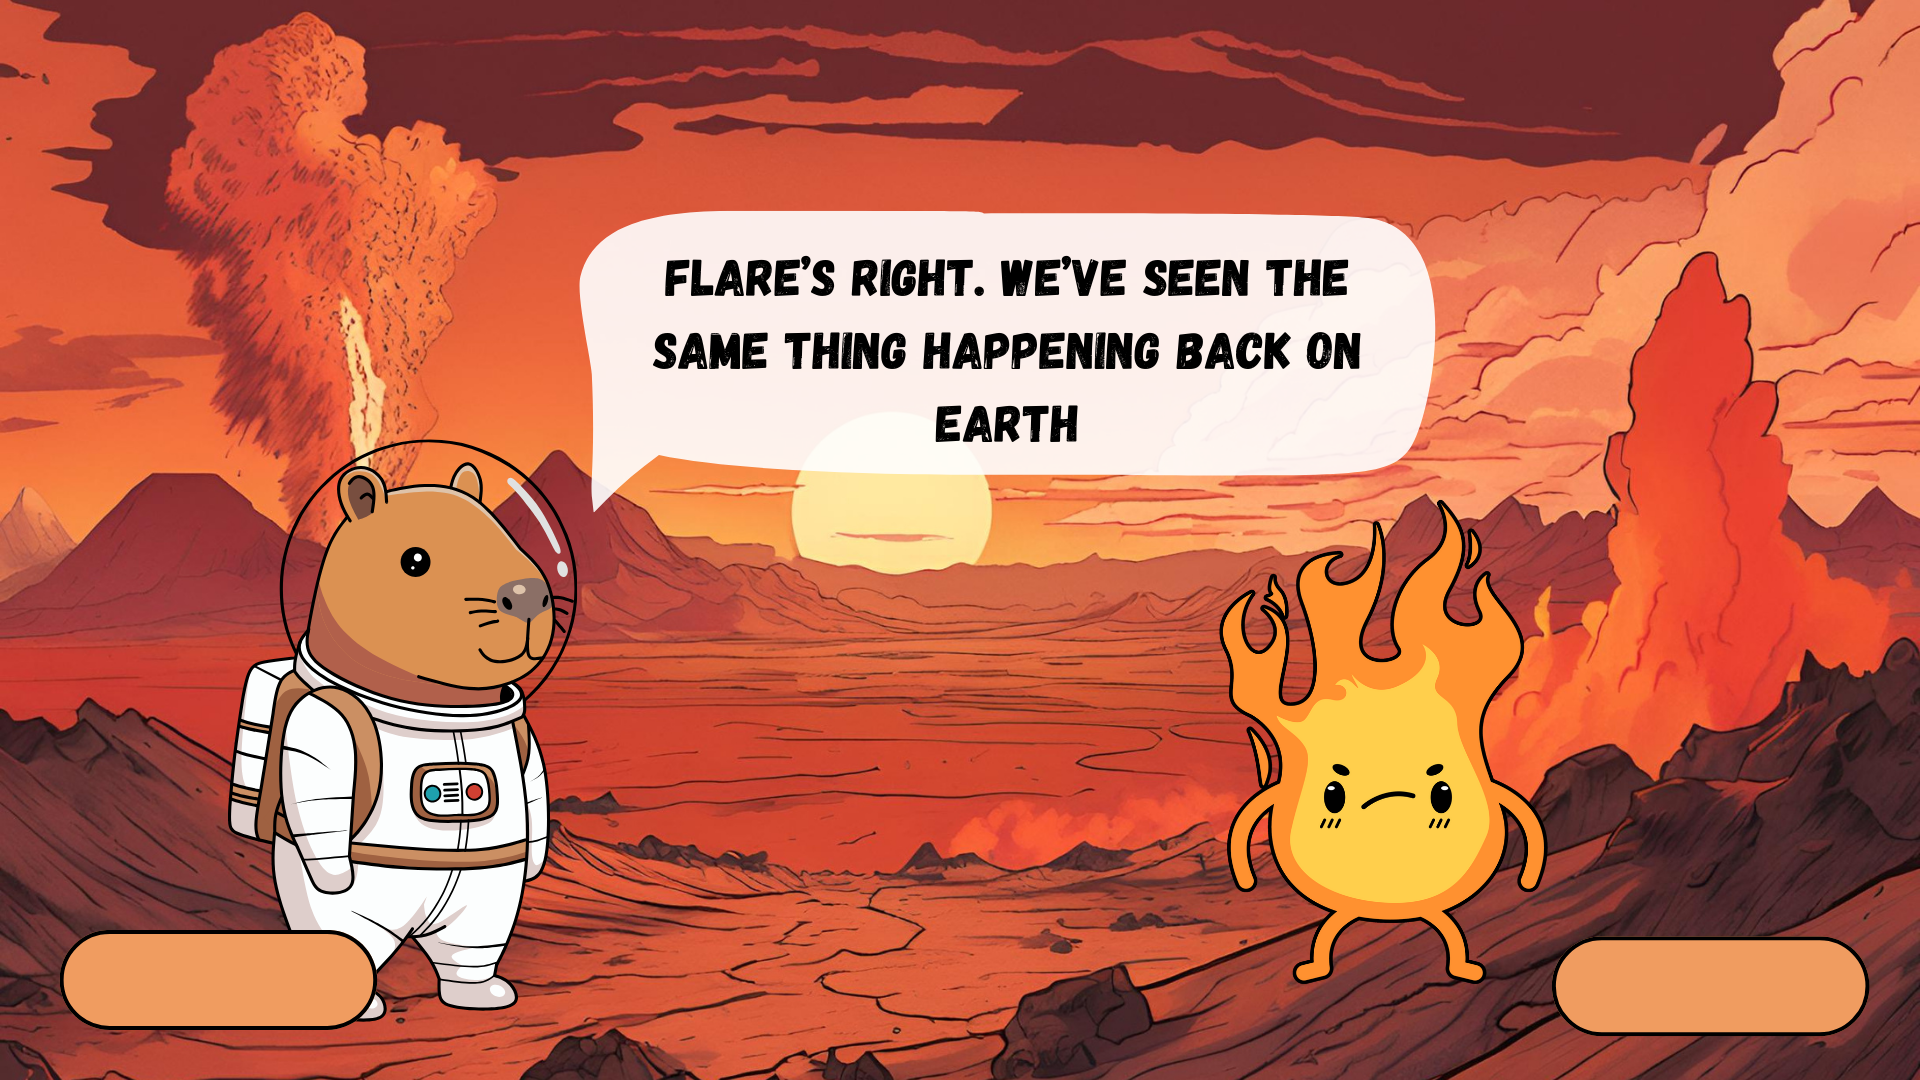 FLARE’S RIGHT. WE’VE SEEN THE
SAME THING HAPPENING BACK ON
EARTH